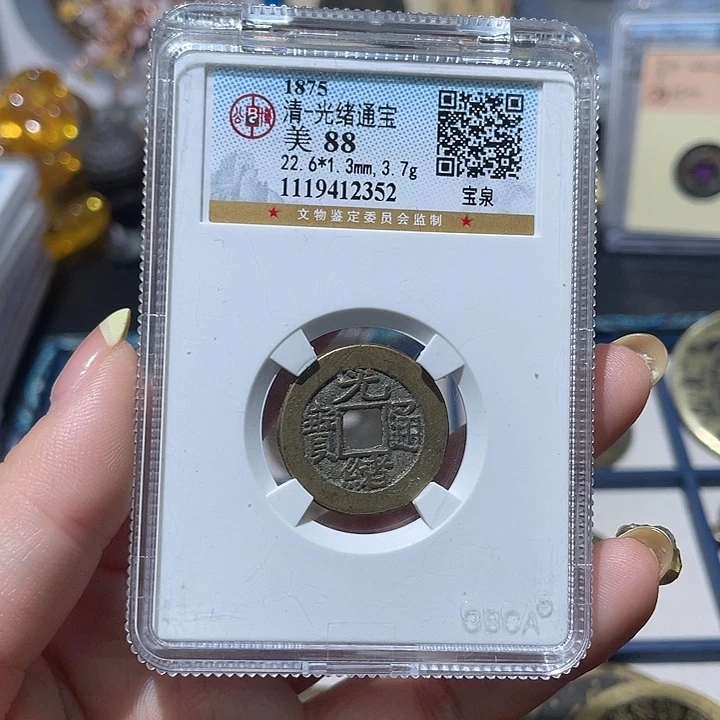 1875
清-光绪通宝
美 88
22.6*1.3mm,3.7g
1119412352
宝泉
★ 文物鉴定委员会监制 ★
光緒通寶
GBCA